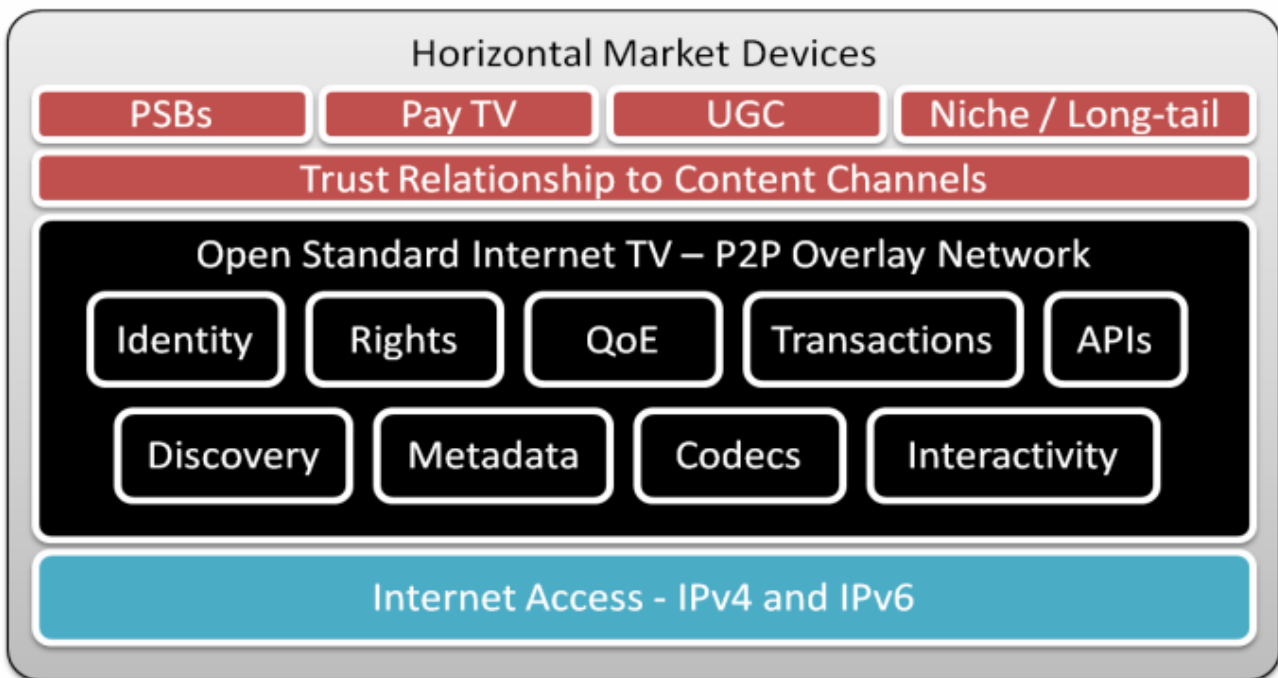 Horizontal Market Devices
PSBs Pay TV UGC Niche / Long-tail
Trust Relationship to Content Channels
Open Standard Internet TV – P2P Overlay Network
Identity Rights QoE Transactions APIs
Discovery Metadata Codecs Interactivity
Internet Access - IPv4 and IPv6